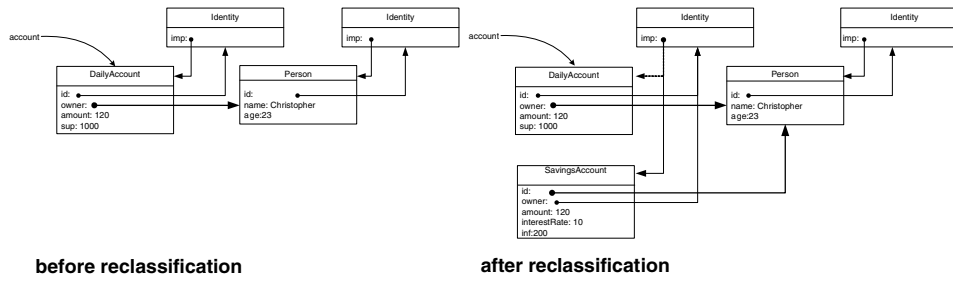 Identity
imp:
Identity
imp:
account
DailyAccount
id:
owner:
amount: 120
sup: 1000
Person
id:
name: Christopher
age:23
before reclassification
Identity
imp:
Identity
imp:
account
DailyAccount
id:
owner:
amount: 120
sup: 1000
Person
id:
name: Christopher
age:23
SavingsAccount
id:
owner:
amount: 120
interestRate: 10
inf:200
after reclassification